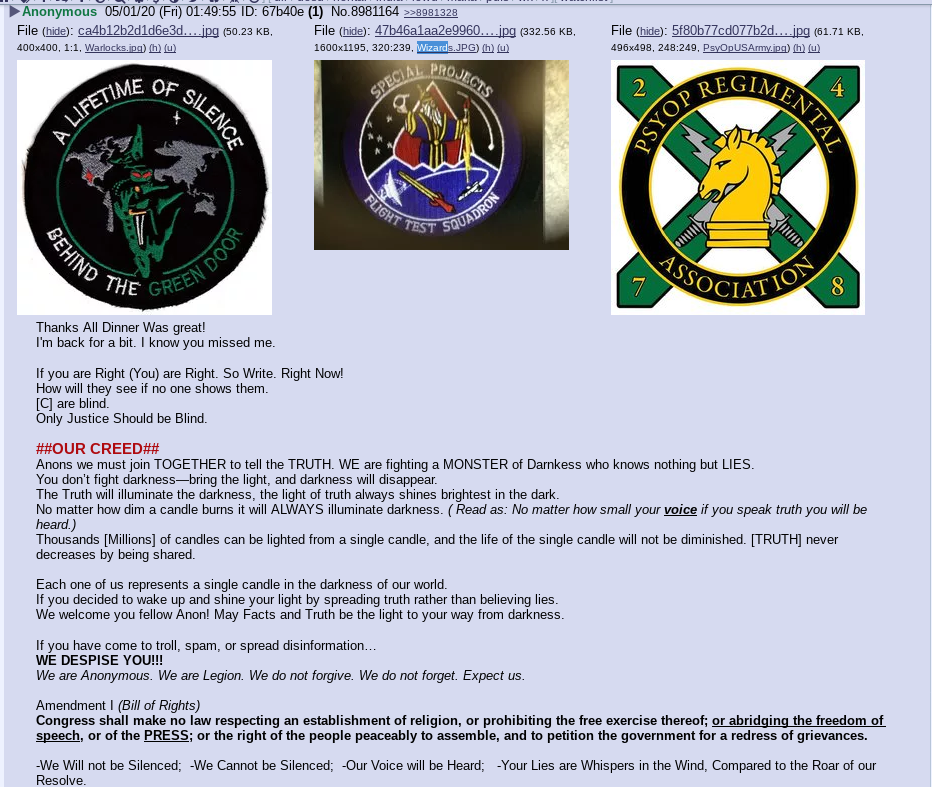 ▶Anonymous 05/01/20 (Fri) 01:49:55 ID: 67b40e (1) No.8981164 >>8981328
File (hide): ca4b12b2d1d6e3d….jpg (50.23 KB, 400x400, 1:1, Warlocks.jpg) (h) (u)
File (hide): 47b46a1aa2e9960….jpg (332.56 KB, 1600x1195, 320:239, Wizards.JPG) (h) (u)
File (hide): 5f80b77cd077b2d….jpg (61.71 KB, 496x498, 248:249, PsyOpUSArmy.jpg) (h) (u)
A LIFETIME OF SILENCE
BEHIND THE GREEN DOOR
SPECIAL PROJECTS
FLIGHT TEST SQUADRON
2 4
PSYOP REGIMENTAL
ASSOCIATION
7 8
Thanks All Dinner Was great!
I'm back for a bit. I know you missed me.
If you are Right (You) are Right. So Write. Right Now!
How will they see if no one shows them.
[C] are blind.
Only Justice Should be Blind.
##OUR CREED##
Anons we must join TOGETHER to tell the TRUTH. WE are fighting a MONSTER of Darnkess who knows nothing but LIES.
You don't fight darkness—bring the light, and darkness will disappear.
The Truth will illuminate the darkness, the light of truth always shines brightest in the dark.
No matter how dim a candle burns it will ALWAYS illuminate darkness. ( Read as: No matter how small your voice if you speak truth you will be
heard.)
Thousands [Millions] of candles can be lighted from a single candle, and the life of the single candle will not be diminished. [TRUTH] never
decreases by being shared.
Each one of us represents a single candle in the darkness of our world.
If you decided to wake up and shine your light by spreading truth rather than believing lies.
We welcome you fellow Anon! May Facts and Truth be the light to your way from darkness.
If you have come to troll, spam, or spread disinformation…
WE DESPISE YOU!!!
We are Anonymous. We are Legion. We do not forgive. We do not forget. Expect us.
Amendment I (Bill of Rights)
Congress shall make no law respecting an establishment of religion, or prohibiting the free exercise thereof; or abridging the freedom of
speech, or of the PRESS; or the right of the people peaceably to assemble, and to petition the government for a redress of grievances.
-We Will not be Silenced; -We Cannot be Silenced; -Our Voice will be Heard; -Your Lies are Whispers in the Wind, Compared to the Roar of our
Resolve.